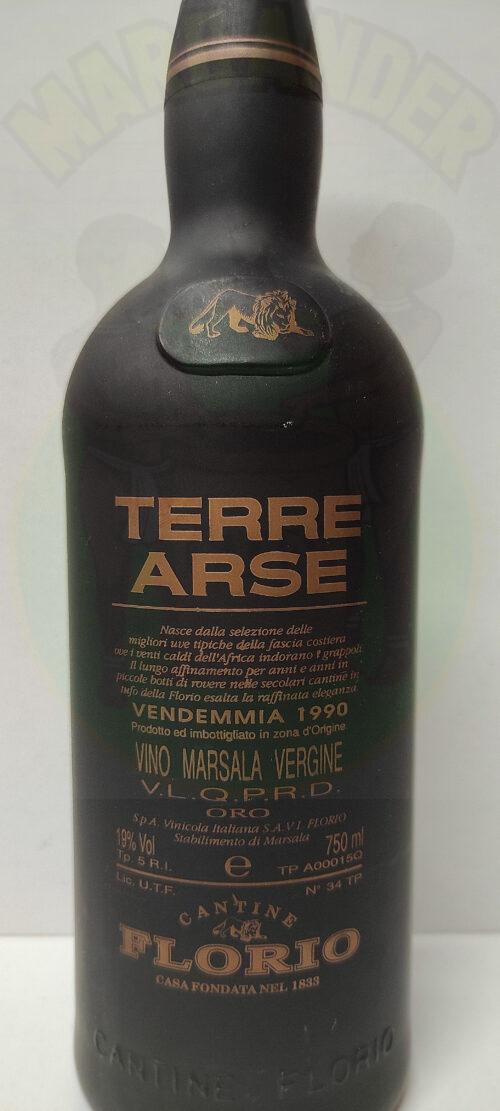 TERRE
ARSE
Nasce dalla selezione delle
migliori uve tipiche della fascia costiera
ove i venti caldi dell'Africa indorano i grappoli
Il lungo affinamento per anni e anni in
piccole botti di rovere nelle secolari cantine in
tufo della Florio esalta la raffinata eleganza.
VENDEMMIA 1990
Prodotto ed imbottigliato in zona d'Origine
VINO MARSALA VERGINE
V.L.Q.P.R.D.
ORO
S.p.A. Vinicola Italiana S.A.V.I. FLORIO
Stabilimento di Marsala
19% Vol
750 ml
Tp. 5 R.I.
e
TP A00015Q
Lic. U.T.F.
N° 34 TP
CANTINE
FLORIO
CASA FONDATA NEL 1833
CANTINE FLORIO